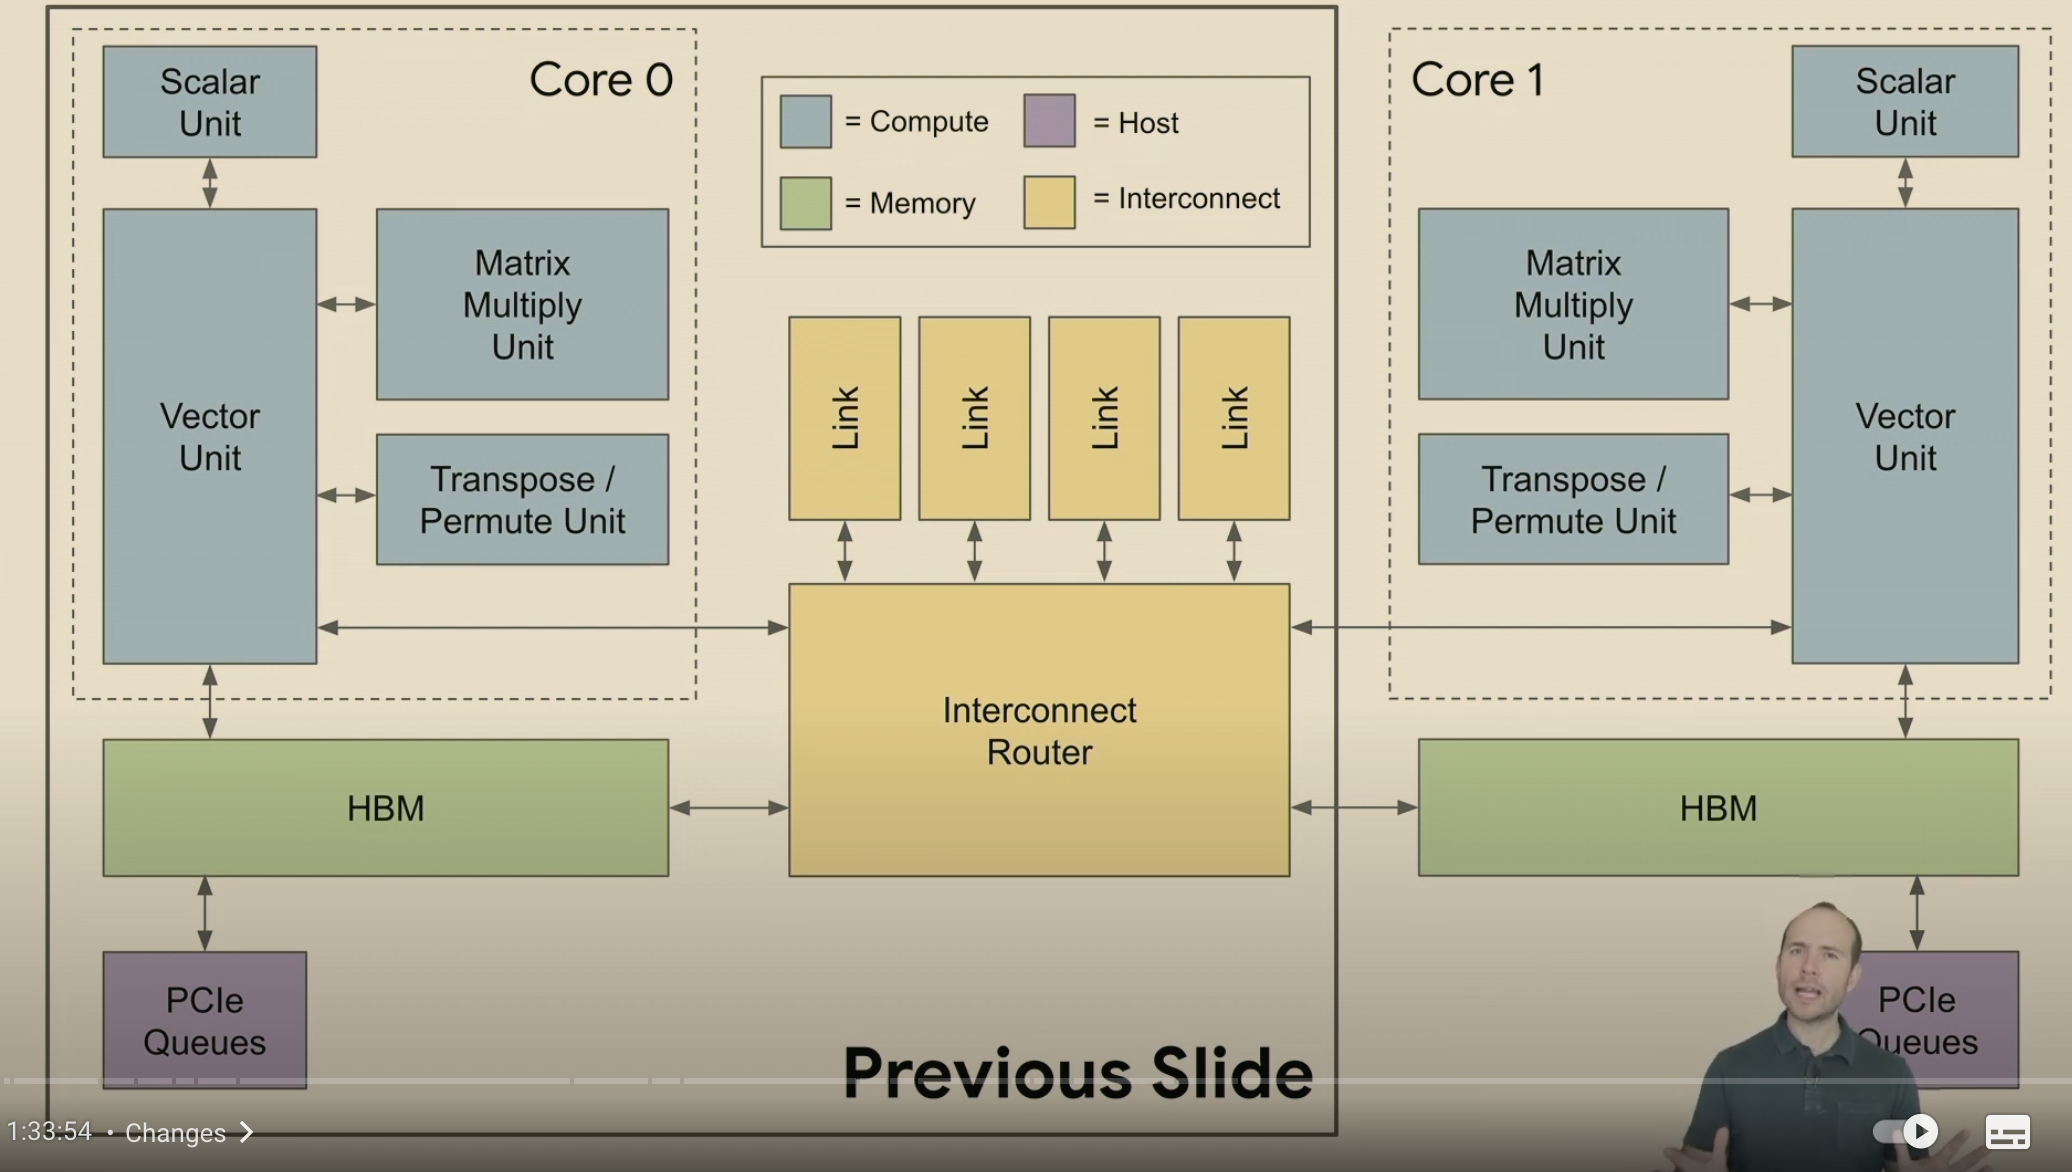 Scalar
Unit
Core 0
Vector
Unit
Matrix
Multiply
Unit
Transpose /
Permute Unit
HBM
PCIe
Queues
= Compute
= Host
= Memory
= Interconnect
Link
Link
Link
Link
Interconnect
Router
Previous Slide
Core 1
Scalar
Unit
Matrix
Multiply
Unit
Transpose /
Permute Unit
Vector
Unit
HBM
PCIe
Queues
1:33:54 • Changes